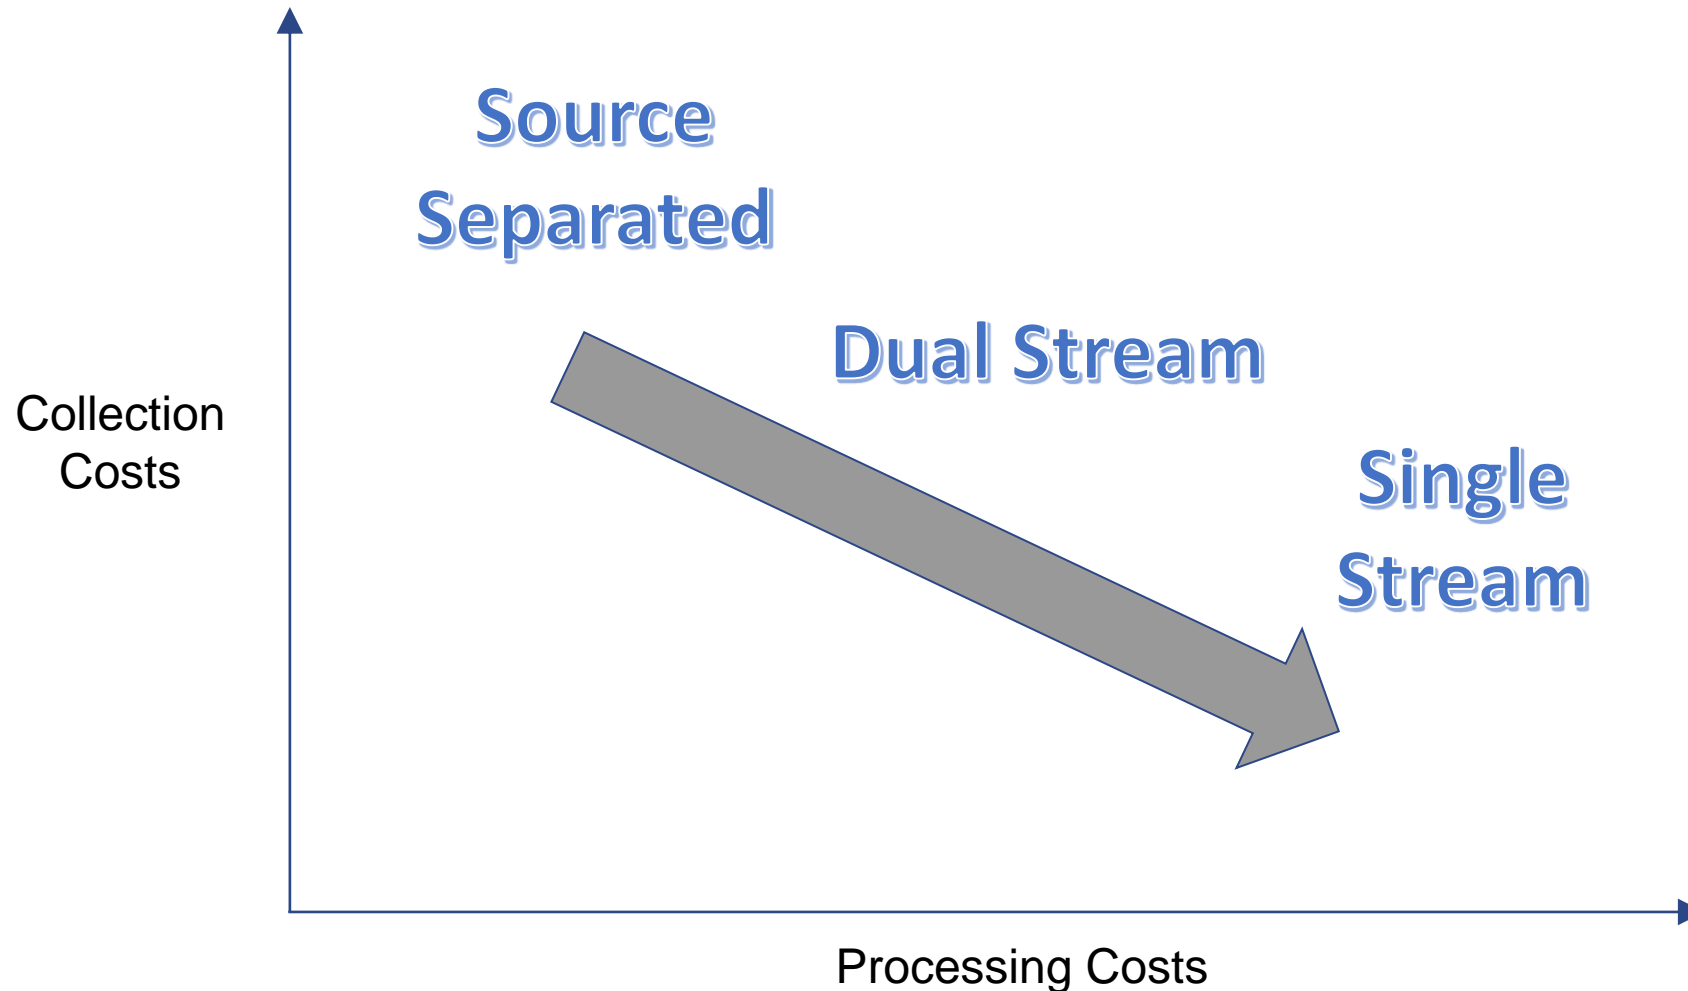 Source
Separated
Dual Stream
Collection
Costs
Single
Stream
Processing Costs